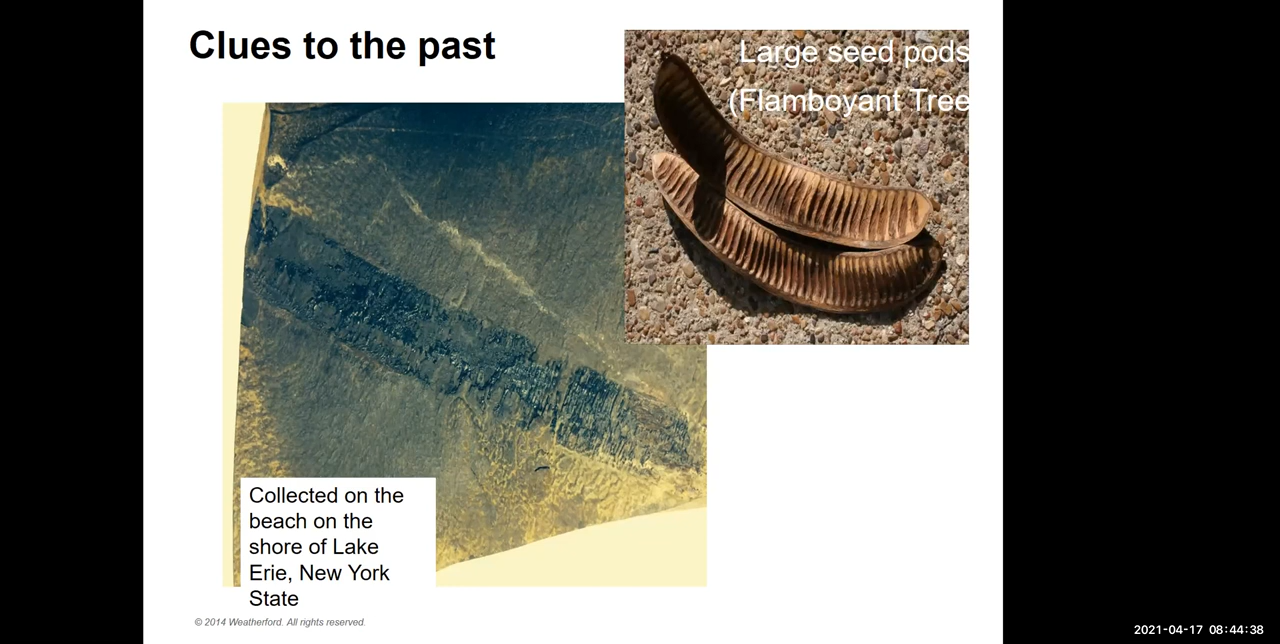 Clues to the past
Large seed pods
(Flamboyant Tree
Collected on the
beach on the
shore of Lake
Erie, New York
State
© 2014 Weatherford. All rights reserved.
2021-04-17 08:44:38